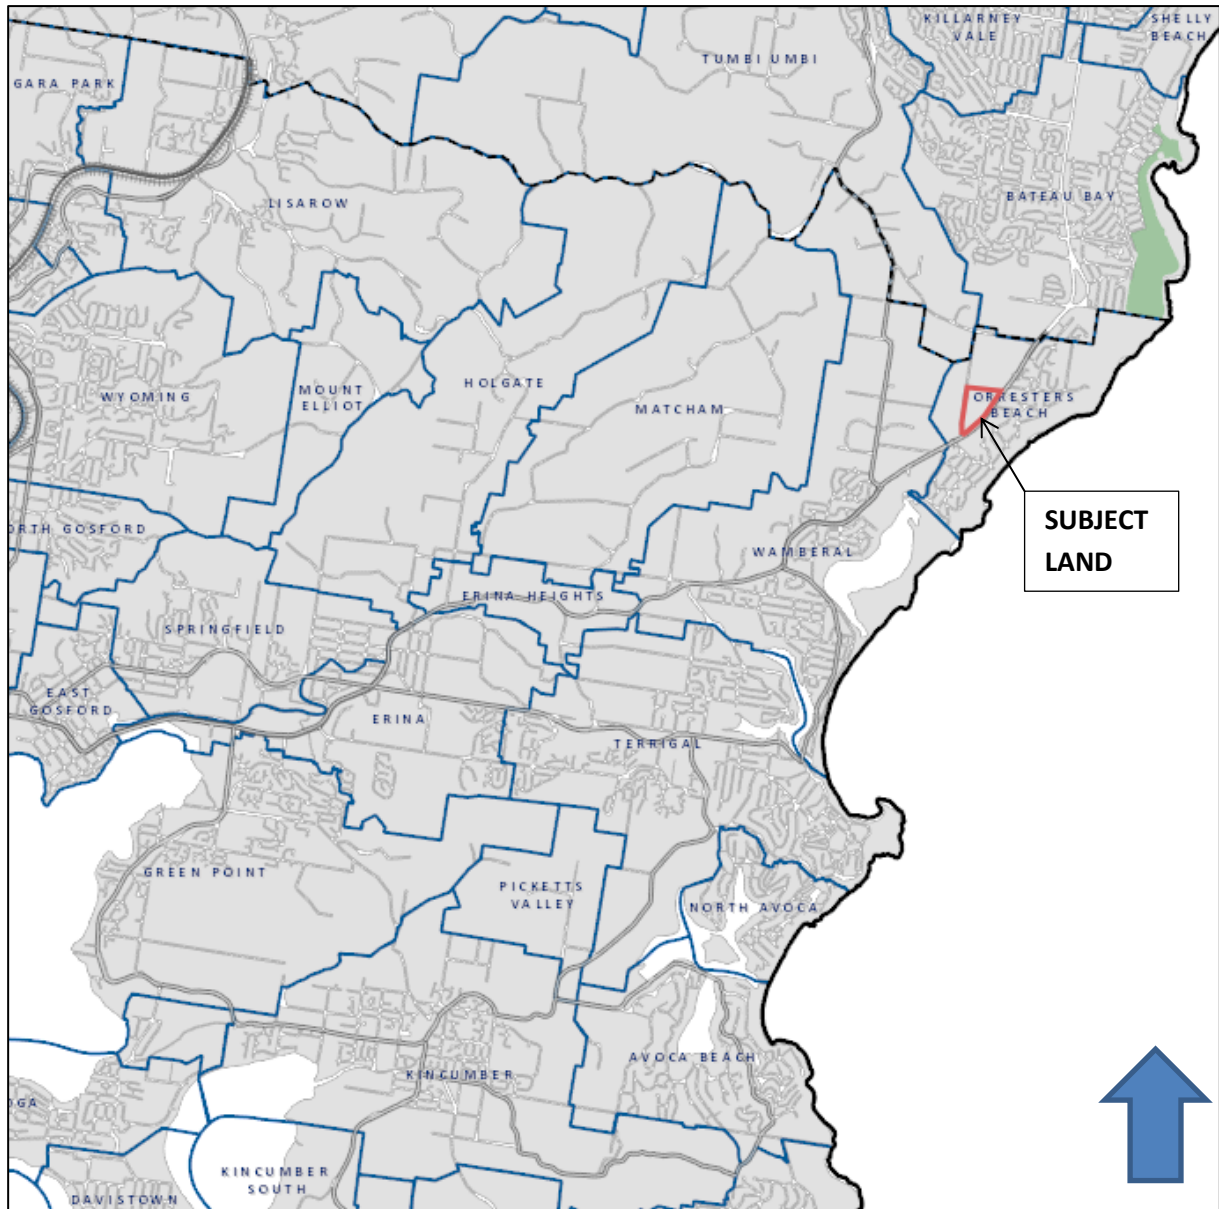 KILLARNEY
VALE
SHELLY
BEACH
TUMBI UMBI
GARA PARK
BATEAU BAY
LISAROW
HOLGATE
MOUNT
ELLIOT
WYOMING
MATCHAM
ORRESTERS
BEACH
SUBJECT
LAND
ORTH GOSFORD
WAMBERAL
ERINA HEIGHTS
SPRINGFIELD
EAST
GOSFORD
ERINA
TERRIGAL
GREEN POINT
PICKETTS
VALLEY
NORTH AVOCA
AVOCA BEACH
KINCUMBER
OGA
KINCUMBER
SOUTH
DAVISTOWN